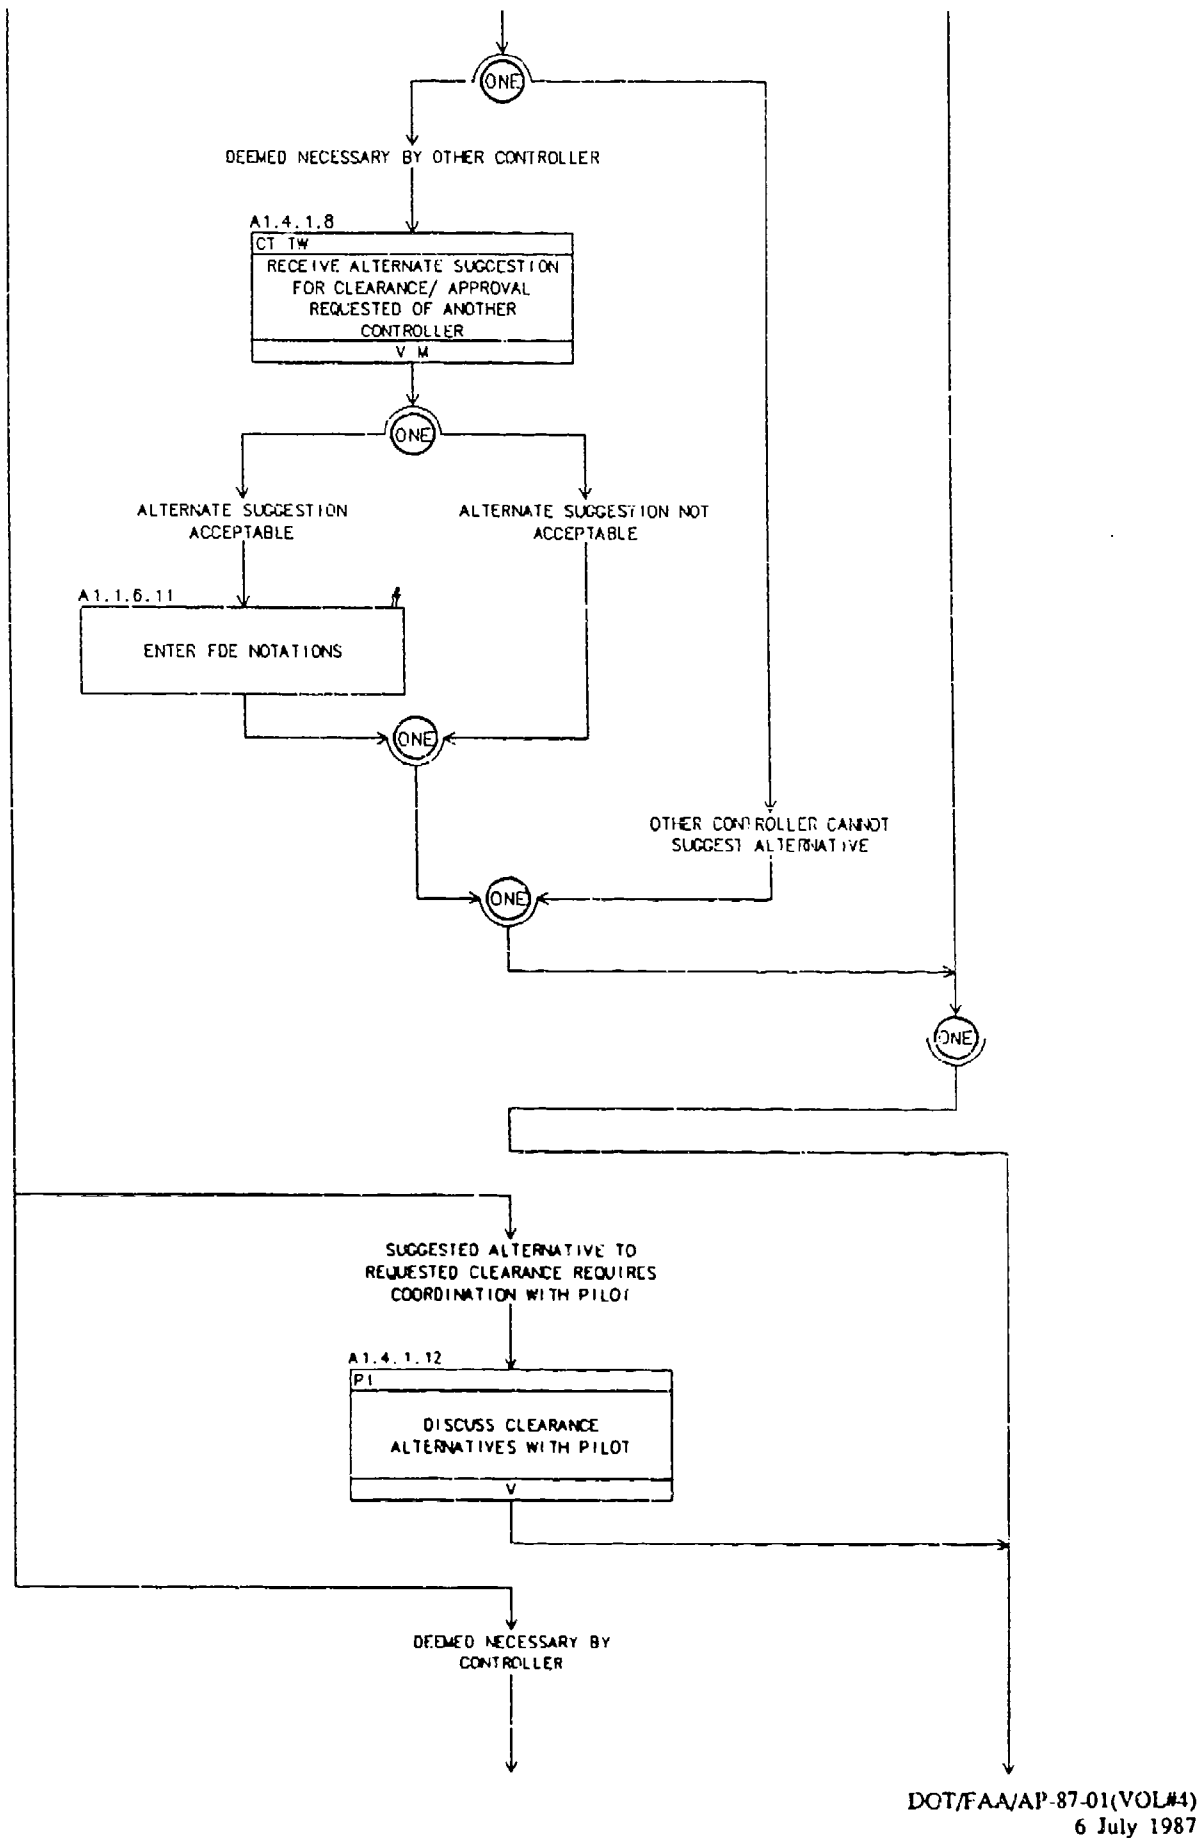 ONE
DEEMED NECESSARY BY OTHER CONTROLLER
A1.4.1.8
CT TW
RECEIVE ALTERNATE SUGGESTION
FOR CLEARANCE/ APPROVAL
REQUESTED OF ANOTHER
CONTROLLER
V M
ONE
ALTERNATE SUGGESTION
ACCEPTABLE
ALTERNATE SUGGESTION NOT
ACCEPTABLE
A1.1.6.11
ENTER FDE NOTATIONS
ONE
OTHER CONTROLLER CANNOT
SUGGEST ALTERNATIVE
ONE
ONE
SUGGESTED ALTERNATIVE TO
REQUESTED CLEARANCE REQUIRES
COORDINATION WITH PILOT
A1.4.1.12
PI
DISCUSS CLEARANCE
ALTERNATIVES WITH PILOT
V
DEEMED NECESSARY BY
CONTROLLER
DOT/FAA/AP-87-01(VOL#4)
6 July 1987